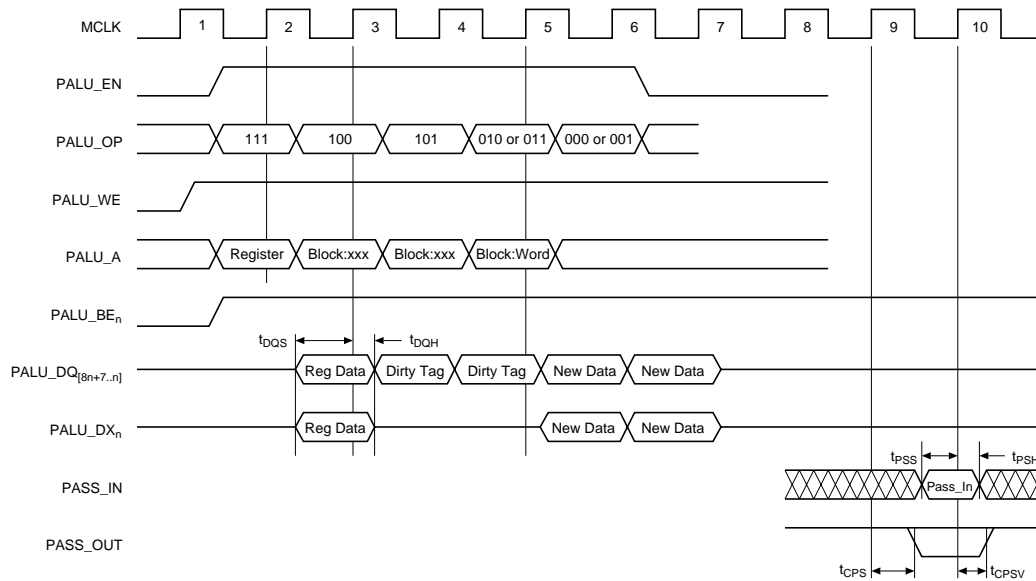 MCLK 1 2 3 4 5 6 7 8 9 10
PALU_EN
PALU_OP 111 100 101 010 or 011 000 or 001
PALU_WE
PALU_A Register Block:xxx Block:xxx Block:Word
PALU_BEn
tDQS tDQH
PALU_DQ[8n+7..n] Reg Data Dirty Tag Dirty Tag New Data New Data
PALU_DXn Reg Data New Data New Data
tPSS tPSH
PASS_IN Pass_In
PASS_OUT
tCPS tCPSV